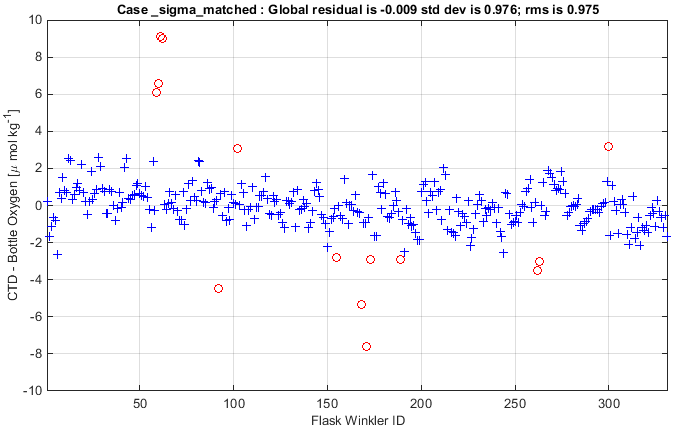 Case _sigma_matched : Global residual is -0.009 std dev is 0.976; rms is 0.975
10
8
6
4
2
0
-2
-4
-6
-8
-10
CTD - Bottle Oxygen [μ mol kg⁻¹]
50 100 150 200 250 300
Flask Winkler ID